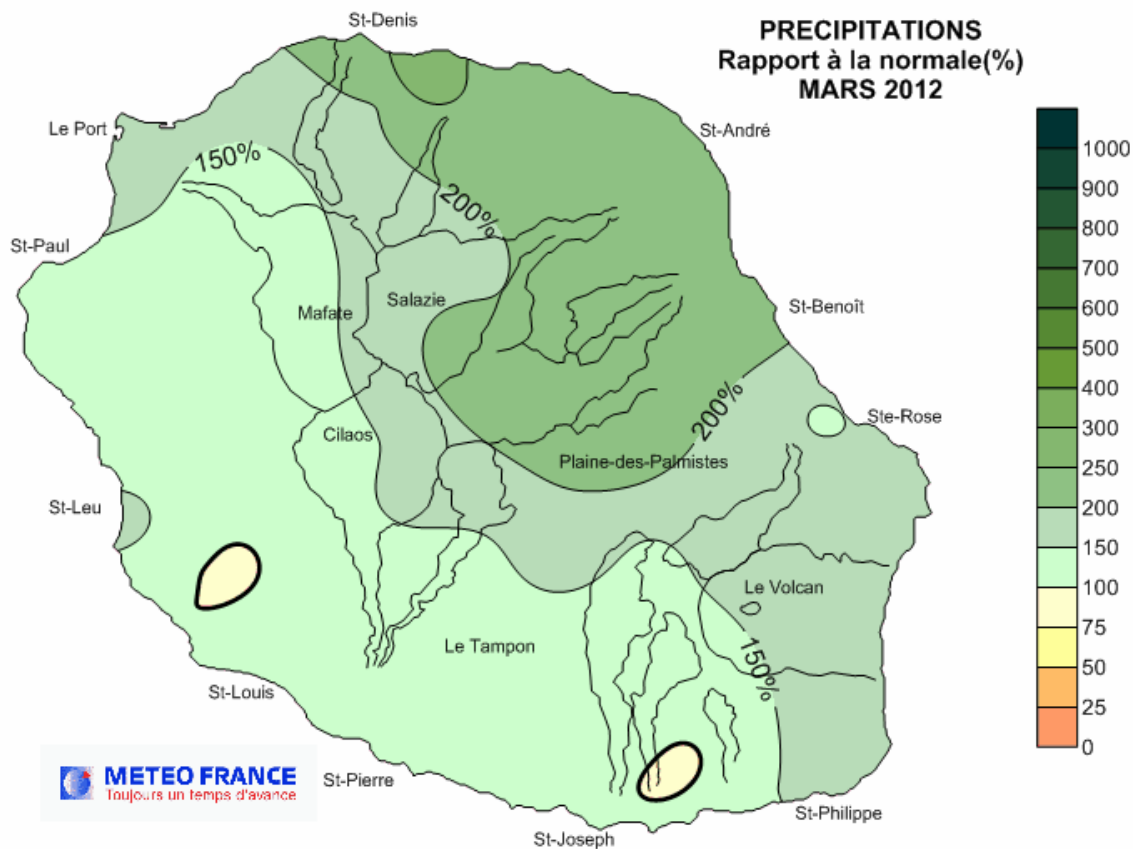 PRECIPITATIONS
Rapport à la normale(%)
MARS 2012
St-Denis
Le Port
St-André
150%
200%
St-Paul
Salazie
Mafate
St-Benoît
200%
Ste-Rose
Cilaos
Plaine-des-Palmistes
St-Leu
Le Volcan
Le Tampon
150%
St-Louis
St-Pierre
St-Philippe
St-Joseph
1000
900
800
700
600
500
400
300
250
200
150
100
75
50
25
0
METEO FRANCE
Toujours un temps d'avance